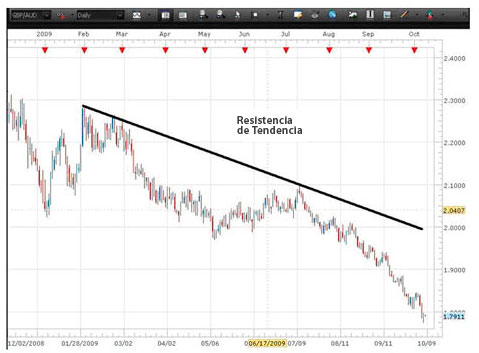 GBP/AUD
Daily
2009 Feb Mar Apr May Jun Jul Aug Sep Oct
2.4000
2.3000
Resistencia
de Tendencia
2.2000
2.1000
2.0407
2.0000
1.9000
1.7911
12/02/2008 01/28/2009 03/02 04/02 05/06 06/17/2009 07/09 08/11 09/11 10/09